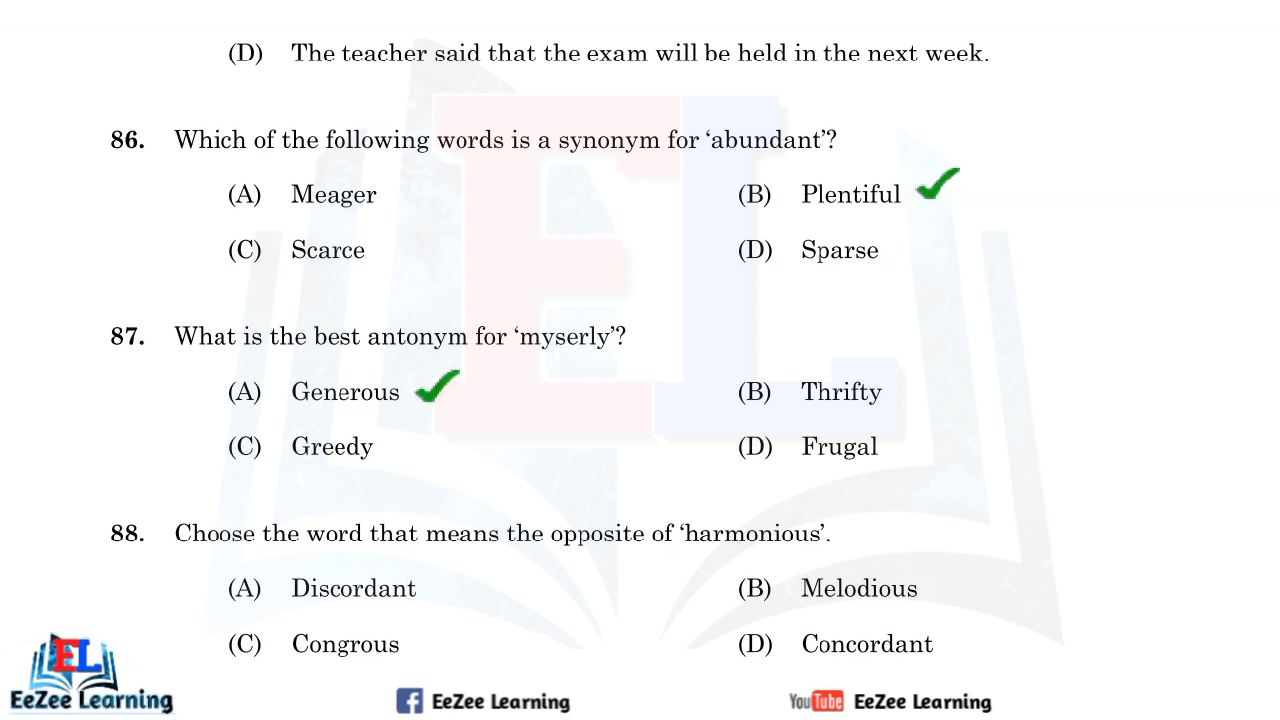 (D) The teacher said that the exam will be held in the next week.
86. Which of the following words is a synonym for ‘abundant’?
(A) Meager (B) Plentiful
(C) Scarce (D) Sparse
87. What is the best antonym for ‘myserly’?
(A) Generous (B) Thrifty
(C) Greedy (D) Frugal
88. Choose the word that means the opposite of ‘harmonious’.
(A) Discordant (B) Melodious
(C) Congrous (D) Concordant
EL
EeZee Learning
f EeZee Learning
YouTube EeZee Learning